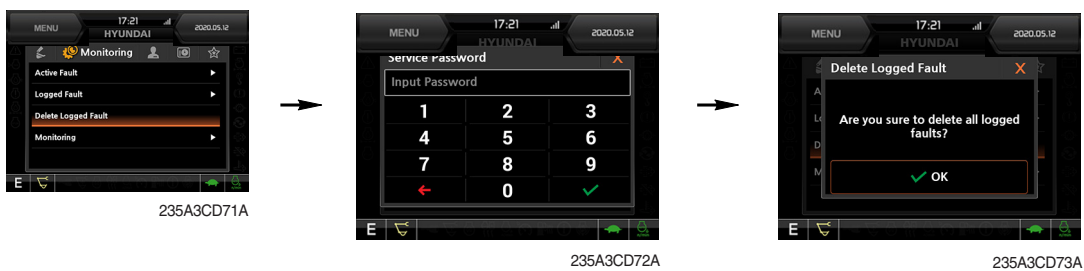 MENU
17:21
HYUNDAI
2020.05.12
Monitoring
Active Fault
Logged Fault
Delete Logged Fault
Monitoring
E
235A3CD71A
MENU
17:21
HYUNDAI
2020.05.12
Service Password
X
Input Password
1 2 3
4 5 6
7 8 9
0
E
235A3CD72A
MENU
17:21
HYUNDAI
2020.05.12
Delete Logged Fault X
A
Lo
D
M
Are you sure to delete all logged
faults?
OK
E
235A3CD73A